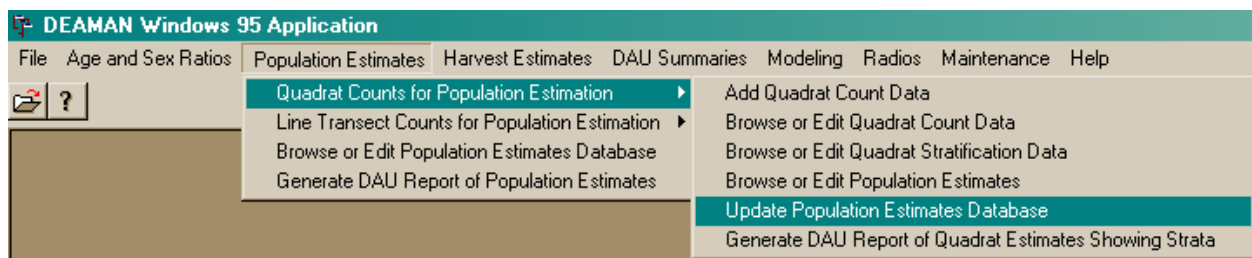 DEAMAN Windows 95 Application
File Age and Sex Ratios Population Estimates Harvest Estimates DAU Summaries Modeling Radios Maintenance Help
?
Quadrat Counts for Population Estimation
Line Transect Counts for Population Estimation
Browse or Edit Population Estimates Database
Generate DAU Report of Population Estimates
Add Quadrat Count Data
Browse or Edit Quadrat Count Data
Browse or Edit Quadrat Stratification Data
Browse or Edit Population Estimates
Update Population Estimates Database
Generate DAU Report of Quadrat Estimates Showing Strata